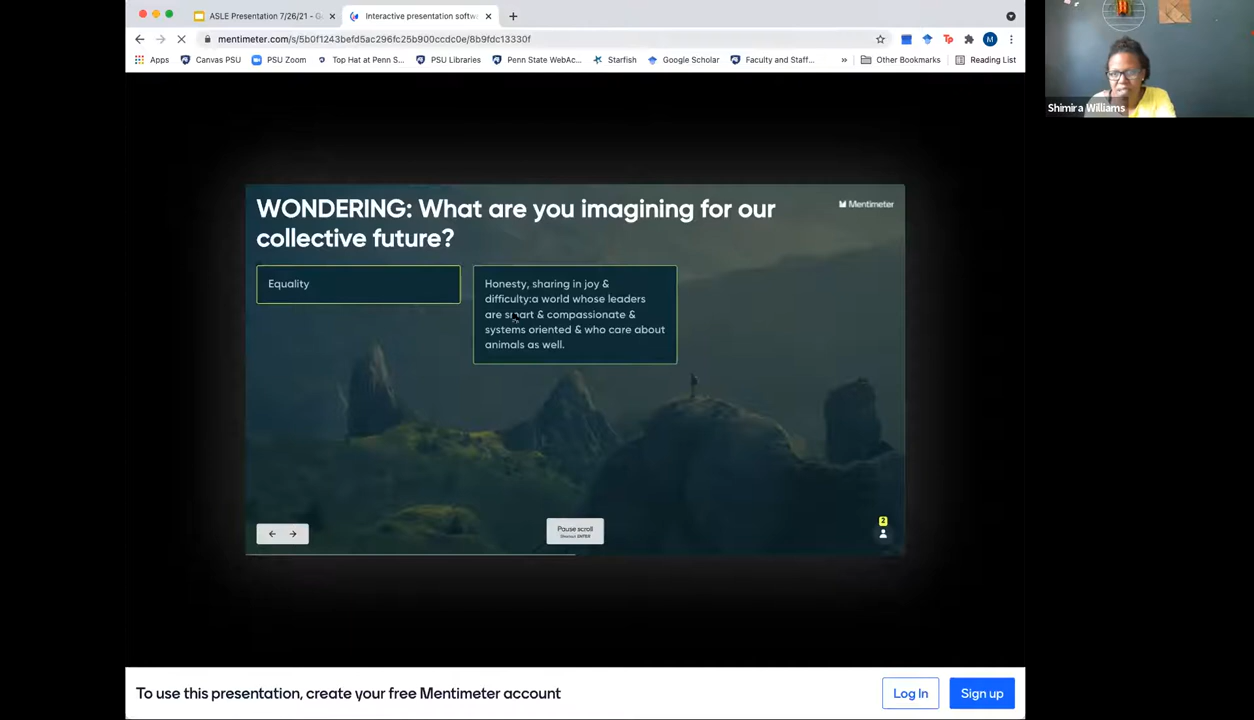 ASLE Presentation 7/26/21 - G
Interactive presentation softw
mentimeter.com/s/5b0f1243befd5ac296fc25b900ccdc0e/8b9fdc13330f
Apps
Canvas PSU
PSU Zoom
Top Hat at Penn S...
PSU Libraries
Penn State WebAc...
Starfish
Google Scholar
Faculty and Staff...
»
Other Bookmarks
Reading List
M
Shimira Williams
WONDERING: What are you imagining for our
collective future?
Mentimeter
Equality
Honesty, sharing in joy &
difficulty:a world whose leaders
are smart & compassionate &
systems oriented & who care about
animals as well.
Pause scroll
Shortcut ENTER
2
To use this presentation, create your free Mentimeter account
Log In
Sign up